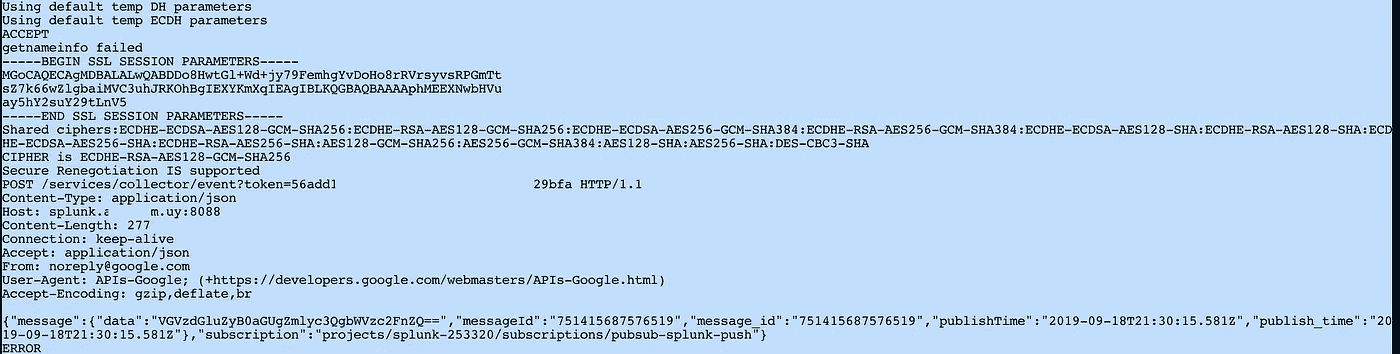 Using default temp DH parameters
Using default temp ECDH parameters
ACCEPT
getnameinfo failed
-----BEGIN SSL SESSION PARAMETERS-----
MGoCAQECAgMDBALALwQABDDo8HwtGl+Wd+jy79FemhgYvDoHo8rRVrsyvsRPGmTt
sZ7k66wZlgbaiMVC3uhJRKOhBgIEXYKmXqIEAgIBLKQGBAQBAAAAphMEEXNwbHVu
ay5hY2suY29tLnV5
-----END SSL SESSION PARAMETERS-----
Shared ciphers:ECDHE-ECDSA-AES128-GCM-SHA256:ECDHE-RSA-AES128-GCM-SHA256:ECDHE-ECDSA-AES256-GCM-SHA384:ECDHE-RSA-AES256-GCM-SHA384:ECDHE-ECDSA-AES128-SHA:ECDHE-RSA-AES128-SHA:ECD
HE-ECDSA-AES256-SHA:ECDHE-RSA-AES256-SHA:AES128-GCM-SHA256:AES256-GCM-SHA384:AES128-SHA:AES256-SHA:DES-CBC3-SHA
CIPHER is ECDHE-RSA-AES128-GCM-SHA256
Secure Renegotiation IS supported
POST /services/collector/event?token=56add1 29bfa HTTP/1.1
Content-Type: application/json
Host: splunk.a m.uy:8088
Content-Length: 277
Connection: keep-alive
Accept: application/json
From: noreply@google.com
User-Agent: APIs-Google; (+https://developers.google.com/webmasters/APIs-Google.html)
Accept-Encoding: gzip,deflate,br
{"message":{"data":"VGVzdGluZyB0aGUgZmlyc3QgbWVzc2FnZQ==","messageId":"751415687576519","message_id":"751415687576519","publishTime":"2019-09-18T21:30:15.581Z","publish_time":"20
19-09-18T21:30:15.581Z"},"subscription":"projects/splunk-253320/subscriptions/pubsub-splunk-push"}
ERROR